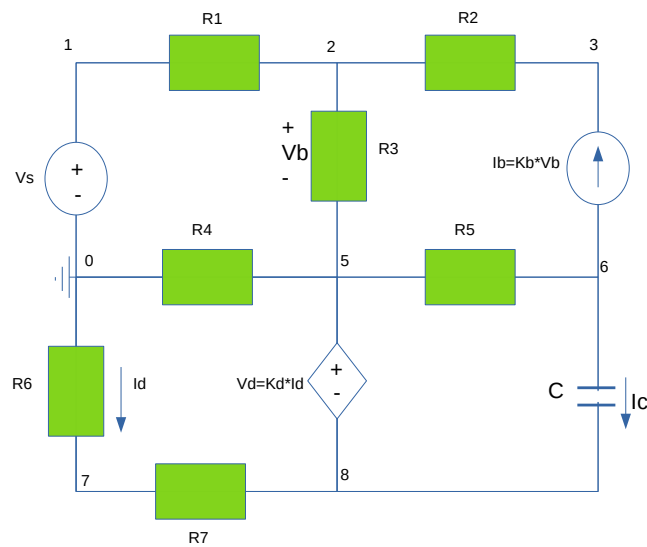 R1
R2
1
2
3
+
Vb
-
R3
Ib=Kb*Vb
Vs
+
-
R4
R5
0
5
6
R6
Id
Vd=Kd*Id
+
-
C
Ic
7
8
R7